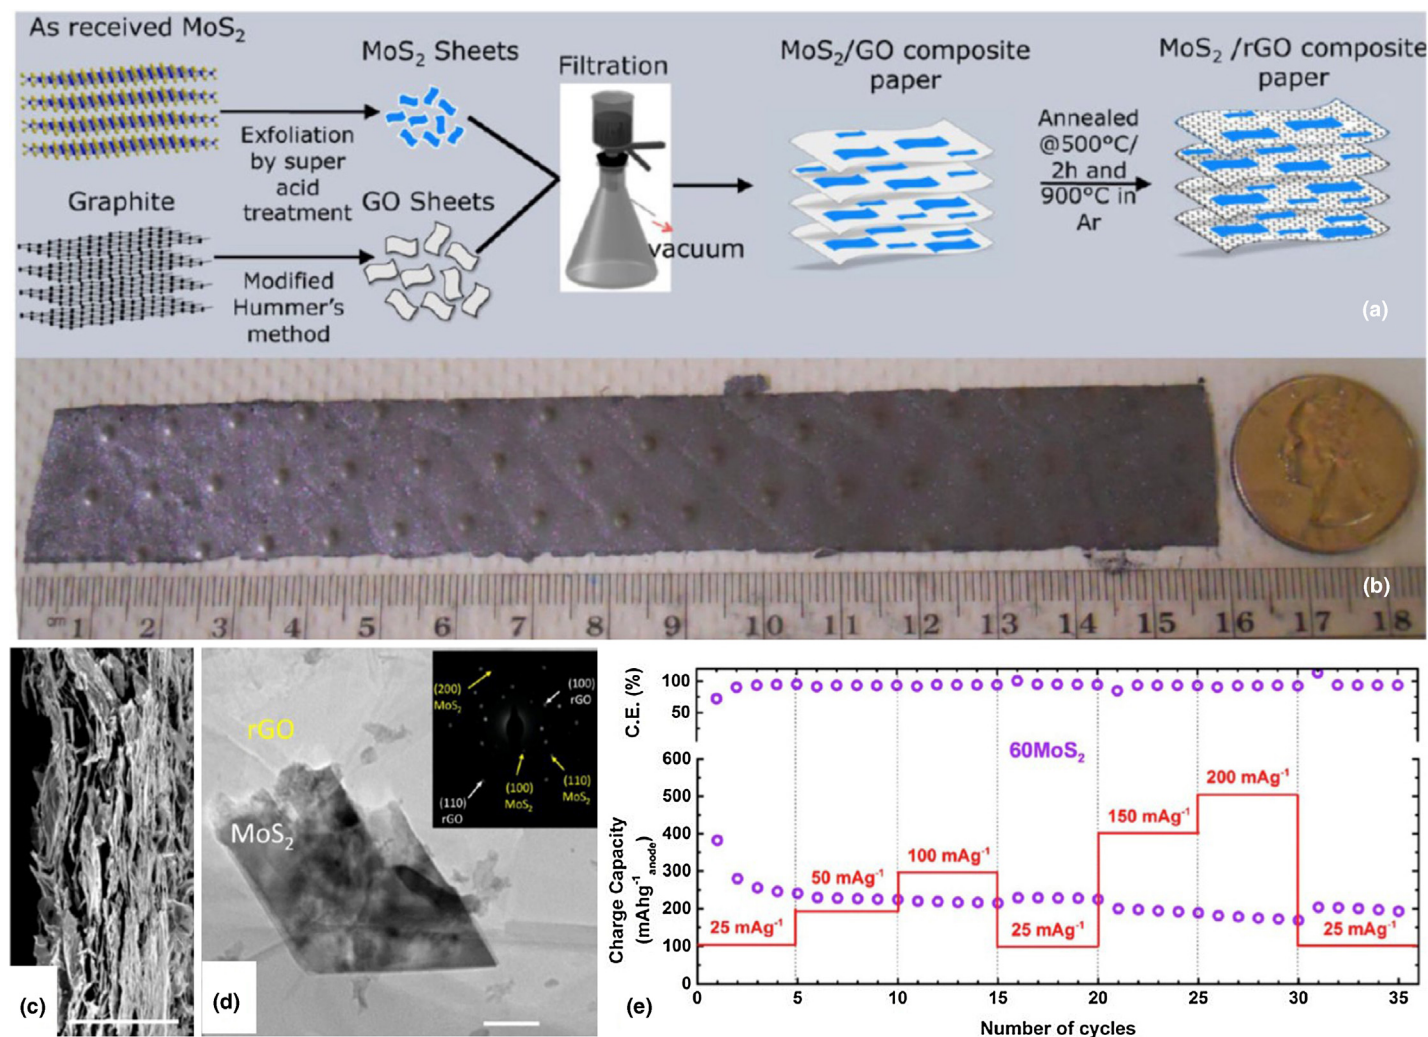 As received MoS₂
MoS₂ Sheets
Exfoliation
by super
acid
treatment
Graphite
GO Sheets
Modified
Hummer's
method
Filtration
vacuum
MoS₂/GO composite
paper
Annealed
@500°C/
2h and
900°C in
Ar
MoS₂ /rGO composite
paper
(a)
(b)
cm 1 2 3 4 5 6 7 8 9 10 11 12 13 14 15 16 17 18
(c)
rGO
MoS₂
(200)
MoS₂
(100)
rGO
(110)
rGO
(100)
MoS₂
(110)
MoS₂
(d)
C.E. (%)
100
50
60MoS₂
Charge Capacity
(mAhg⁻¹anode)
600
500
400
300
200
100
0
25 mAg⁻¹
50 mAg⁻¹
100 mAg⁻¹
25 mAg⁻¹
150 mAg⁻¹
200 mAg⁻¹
25 mAg⁻¹
0 5 10 15 20 25 30 35
Number of cycles
(e)